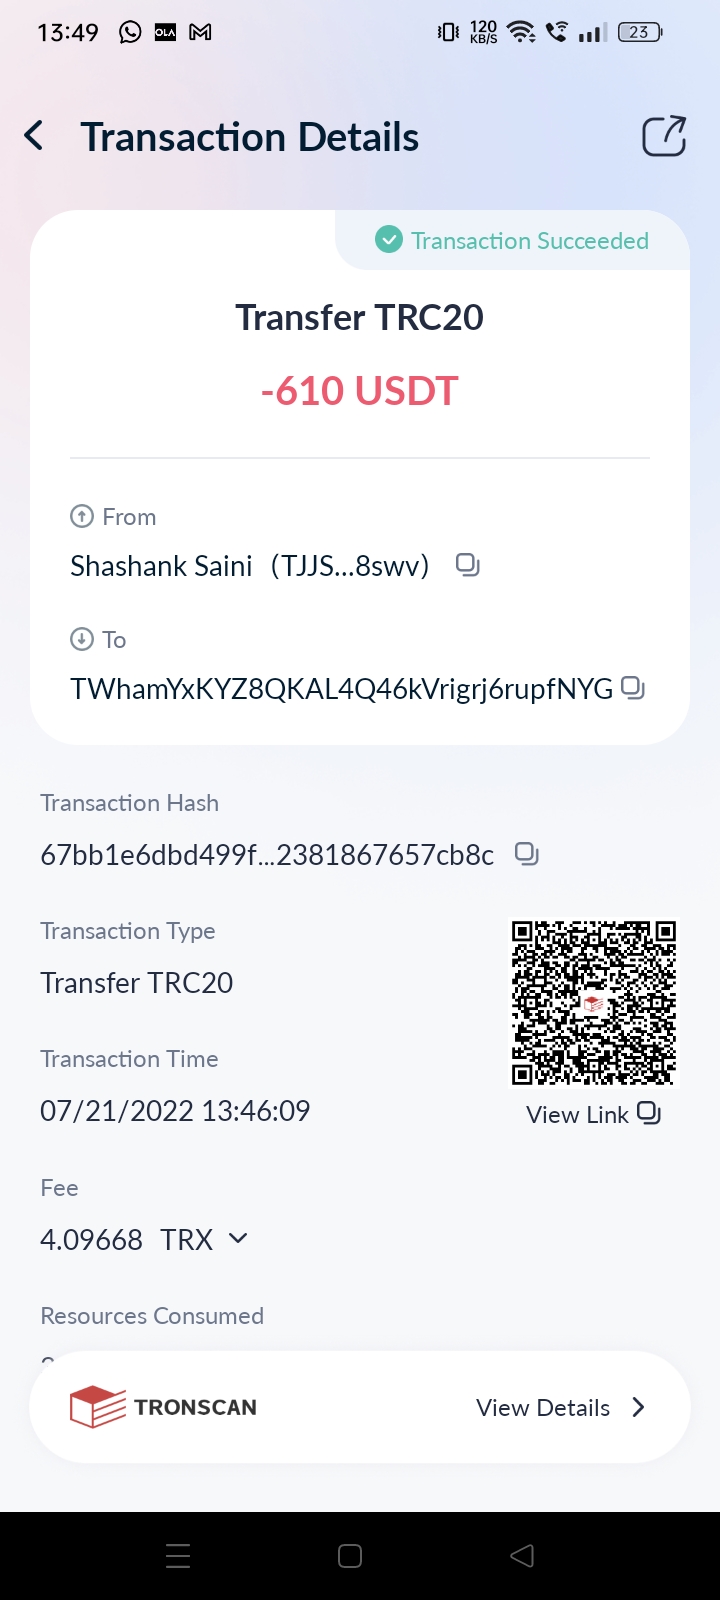 13:49 OLA 120 KB/S 23
Transaction Details
Transaction Succeeded
Transfer TRC20
-610 USDT
From
Shashank Saini (TJJS...8swv)
To
TWhamYxKYZ8QKAL4Q46kVrigrj6rupfNYG
Transaction Hash
67bb1e6dbd499f...2381867657cb8c
Transaction Type
Transfer TRC20
Transaction Time
07/21/2022 13:46:09
View Link
Fee
4.09668 TRX
Resources Consumed
TRONSCAN View Details